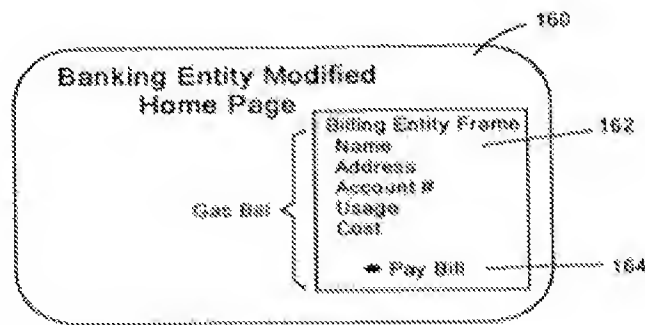 160
Banking Entity Modified
Home Page
Billing Entity Frame
162
Name
Address
Account #
Usage
Cost
Gas Bill
Pay Bill
164